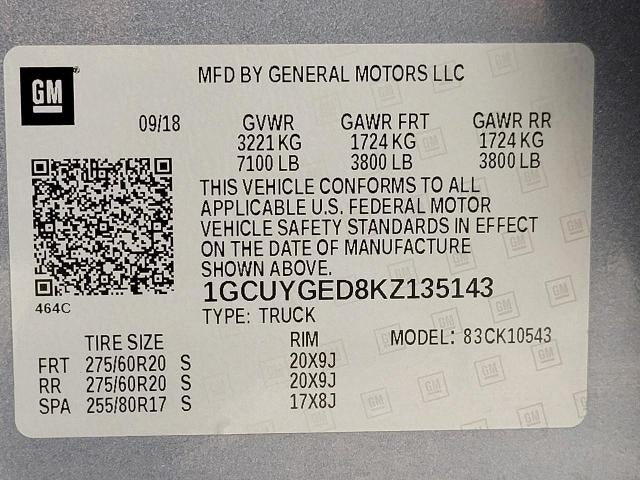 GM
MFD BY GENERAL MOTORS LLC
09/18 GVWR GAWR FRT GAWR RR
3221 KG 1724 KG 1724 KG
7100 LB 3800 LB 3800 LB
THIS VEHICLE CONFORMS TO ALL
APPLICABLE U.S. FEDERAL MOTOR
VEHICLE SAFETY STANDARDS IN EFFECT
ON THE DATE OF MANUFACTURE
SHOWN ABOVE.
464C
1GCUYGED8KZ135143
TYPE: TRUCK
TIRE SIZE RIM MODEL: 83CK10543
FRT 275/60R20 S 20X9J
RR 275/60R20 S 20X9J
SPA 255/80R17 S 17X8J